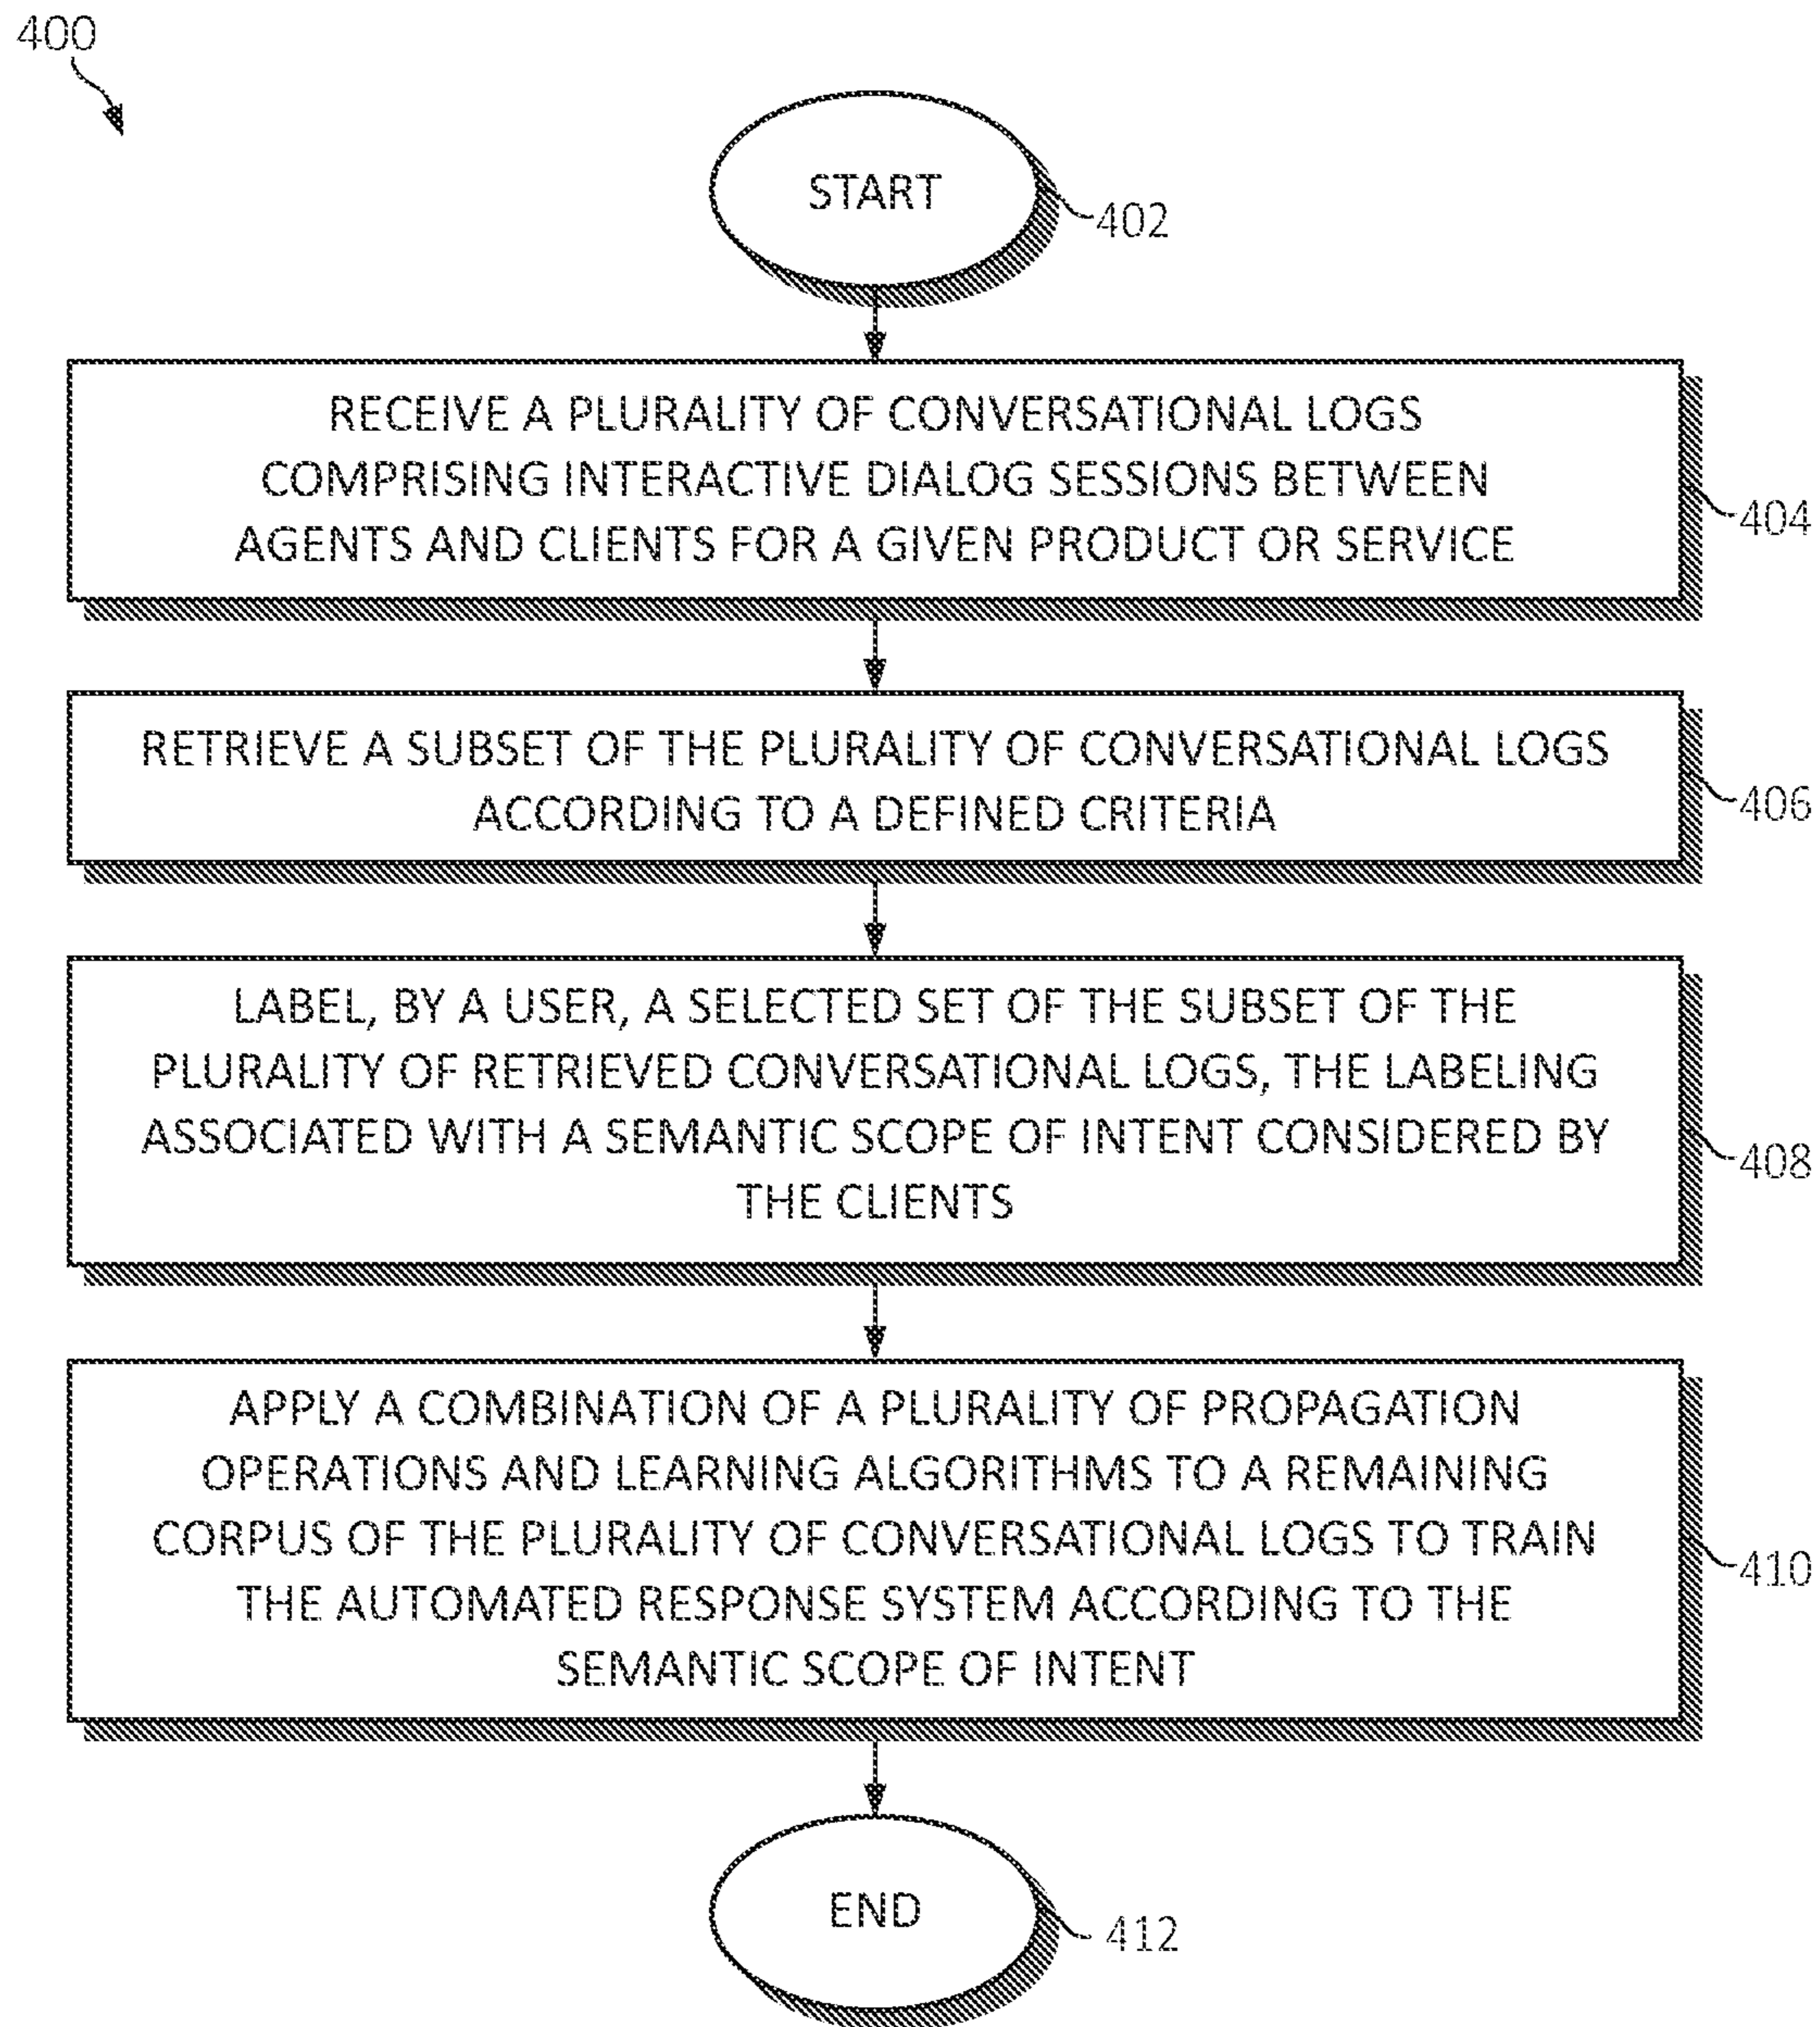 400
START
402
RECEIVE A PLURALITY OF CONVERSATIONAL LOGS
COMPRISING INTERACTIVE DIALOG SESSIONS BETWEEN
AGENTS AND CLIENTS FOR A GIVEN PRODUCT OR SERVICE
404
RETRIEVE A SUBSET OF THE PLURALITY OF CONVERSATIONAL LOGS
ACCORDING TO A DEFINED CRITERIA
406
LABEL, BY A USER, A SELECTED SET OF THE SUBSET OF THE
PLURALITY OF RETRIEVED CONVERSATIONAL LOGS, THE LABELING
ASSOCIATED WITH A SEMANTIC SCOPE OF INTENT CONSIDERED BY
THE CLIENTS
408
APPLY A COMBINATION OF A PLURALITY OF PROPAGATION
OPERATIONS AND LEARNING ALGORITHMS TO A REMAINING
CORPUS OF THE PLURALITY OF CONVERSATIONAL LOGS TO TRAIN
THE AUTOMATED RESPONSE SYSTEM ACCORDING TO THE
SEMANTIC SCOPE OF INTENT
410
END
412